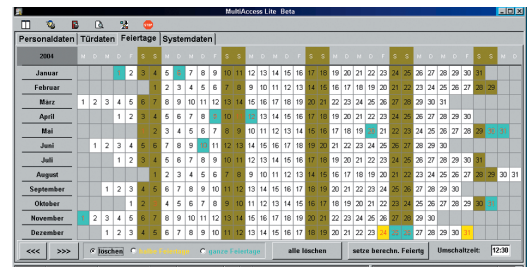 MultiAccess Lite Beta
Personaldaten Türdaten Feiertage Systemdaten
2004 M D M D F S S M D M D F S S M D M D F S S M D M D F S S M D M D F S S M D
Januar 1 2 3 4 5 6 7 8 9 10 11 12 13 14 15 16 17 18 19 20 21 22 23 24 25 26 27 28 29 30 31
Februar 1 2 3 4 5 6 7 8 9 10 11 12 13 14 15 16 17 18 19 20 21 22 23 24 25 26 27 28 29
März 1 2 3 4 5 6 7 8 9 10 11 12 13 14 15 16 17 18 19 20 21 22 23 24 25 26 27 28 29 30 31
April 1 2 3 4 5 6 7 8 9 10 11 12 13 14 15 16 17 18 19 20 21 22 23 24 25 26 27 28 29 30
Mai 1 2 3 4 5 6 7 8 9 10 11 12 13 14 15 16 17 18 19 20 21 22 23 24 25 26 27 28 29 30 31
Juni 1 2 3 4 5 6 7 8 9 10 11 12 13 14 15 16 17 18 19 20 21 22 23 24 25 26 27 28 29 30
Juli 1 2 3 4 5 6 7 8 9 10 11 12 13 14 15 16 17 18 19 20 21 22 23 24 25 26 27 28 29 30 31
August 1 2 3 4 5 6 7 8 9 10 11 12 13 14 15 16 17 18 19 20 21 22 23 24 25 26 27 28 29 30 31
September 1 2 3 4 5 6 7 8 9 10 11 12 13 14 15 16 17 18 19 20 21 22 23 24 25 26 27 28 29 30
Oktober 1 2 3 4 5 6 7 8 9 10 11 12 13 14 15 16 17 18 19 20 21 22 23 24 25 26 27 28 29 30 31
November 1 2 3 4 5 6 7 8 9 10 11 12 13 14 15 16 17 18 19 20 21 22 23 24 25 26 27 28 29 30
Dezember 1 2 3 4 5 6 7 8 9 10 11 12 13 14 15 16 17 18 19 20 21 22 23 24 25 26 27 28 29 30 31
<<< >>> löschen halbe Feiertage ganze Feiertage alle löschen setze berechn. Feiertg Umschaltzeit: 12:30